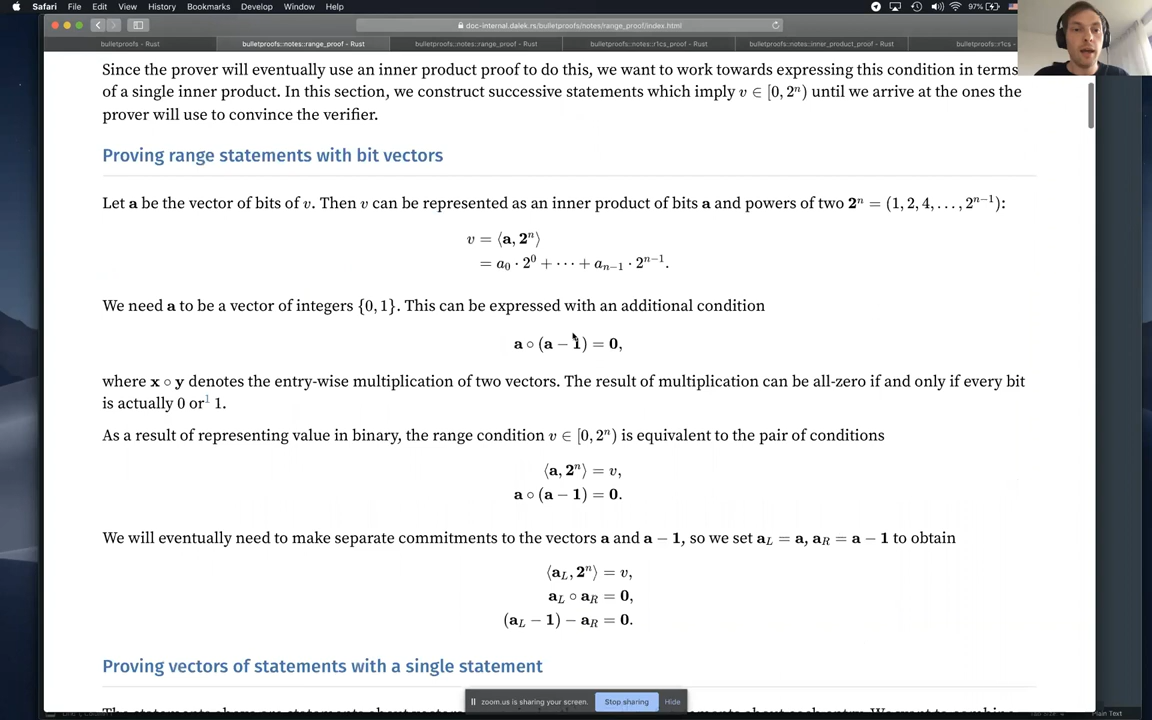 Safari File Edit View History Bookmarks Develop Window Help 97%
doc-internal.dalek.rs/bulletproofs/notes/range_proof/index.html
bulletproofs - Rust bulletproofs::notes::range_proof - Rust bulletproofs::notes::range_proof - Rust bulletproofs::notes::r1cs_proof - Rust bulletproofs::notes::inner_product_proof - Rust bulletproofs::r1cs -
Since the prover will eventually use an inner product proof to do this, we want to work towards expressing this condition in terms
of a single inner product. In this section, we construct successive statements which imply v ∈ [0, 2ⁿ) until we arrive at the ones the
prover will use to convince the verifier.
Proving range statements with bit vectors
Let a be the vector of bits of v. Then v can be represented as an inner product of bits a and powers of two 2ⁿ = (1, 2, 4, . . . , 2ⁿ⁻¹):
v = ⟨a, 2ⁿ⟩
= a₀ · 2⁰ + · · · + aₙ₋₁ · 2ⁿ⁻¹.
We need a to be a vector of integers {0, 1}. This can be expressed with an additional condition
a ∘ (a − 1) = 0,
where x ∘ y denotes the entry-wise multiplication of two vectors. The result of multiplication can be all-zero if and only if every bit
is actually 0 or¹ 1.
As a result of representing value in binary, the range condition v ∈ [0, 2ⁿ) is equivalent to the pair of conditions
⟨a, 2ⁿ⟩ = v,
a ∘ (a − 1) = 0.
We will eventually need to make separate commitments to the vectors a and a − 1, so we set a_L = a, a_R = a − 1 to obtain
⟨a_L, 2ⁿ⟩ = v,
a_L ∘ a_R = 0,
(a_L − 1) − a_R = 0.
Proving vectors of statements with a single statement
zoom.us is sharing your screen. Stop sharing Hide
Plain Text